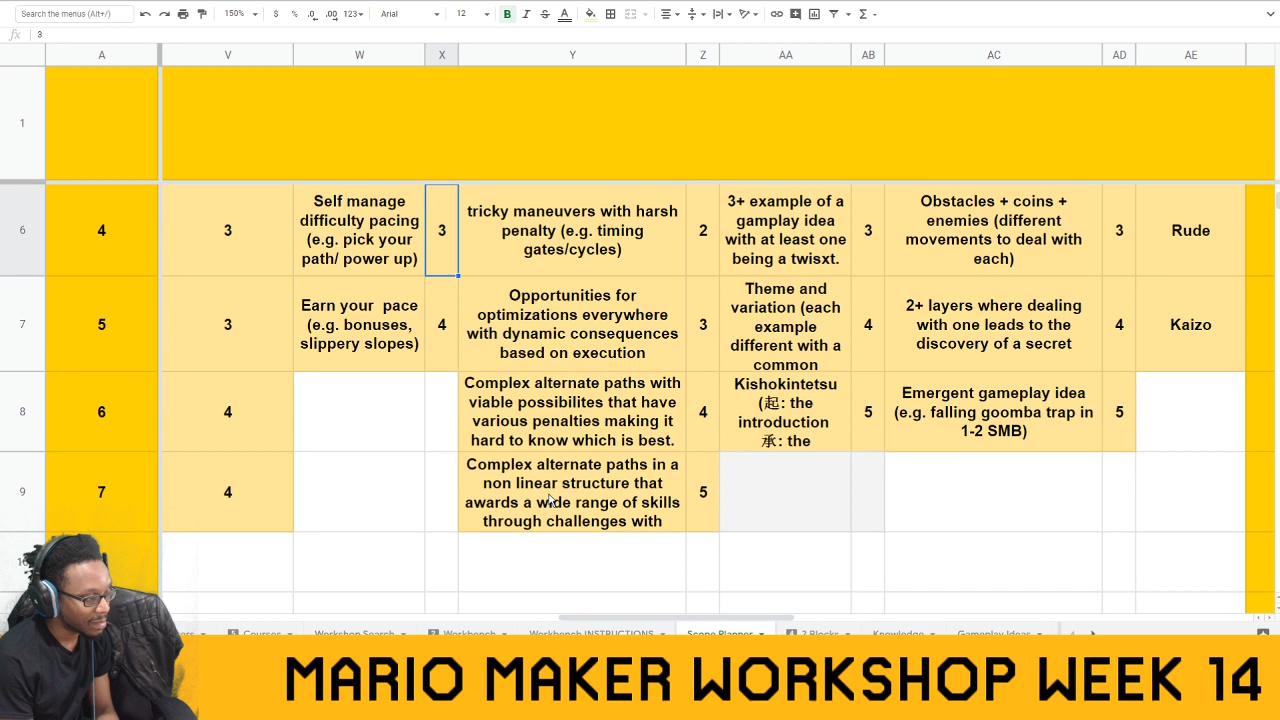 Search the menus (Alt+/)
150%
$
%
.0
.00
123
Arial
12
B
I
S
A
Σ
fx
3
A
V
W
X
Y
Z
AA
AB
AC
AD
AE
1
6
4
3
Self manage
difficulty pacing
(e.g. pick your
path/ power up)
3
tricky maneuvers with harsh
penalty (e.g. timing
gates/cycles)
2
3+ example of a
gamplay idea
with at least one
being a twisxt.
3
Obstacles + coins +
enemies (different
movements to deal with
each)
3
Rude
7
5
3
Earn your pace
(e.g. bonuses,
slippery slopes)
4
Opportunities for
optimizations everywhere
with dynamic consequences
based on execution
3
Theme and
variation (each
example
different with a
common
4
2+ layers where dealing
with one leads to the
discovery of a secret
4
Kaizo
8
6
4
Complex alternate paths with
viable possibilites that have
various penalties making it
hard to know which is best.
4
Kishokintetsu
(起: the
introduction
承: the
5
Emergent gameplay idea
(e.g. falling goomba trap in
1-2 SMB)
5
9
7
4
Complex alternate paths in a
non linear structure that
awards a wide range of skills
through challenges with
5
Courses
Workshop Search
Workbench
Workbench INSTRUCTIONS
Scope Planner
2 Blocks
Knowledge
Gameplay Ideas
MARIO MAKER WORKSHOP WEEK 14